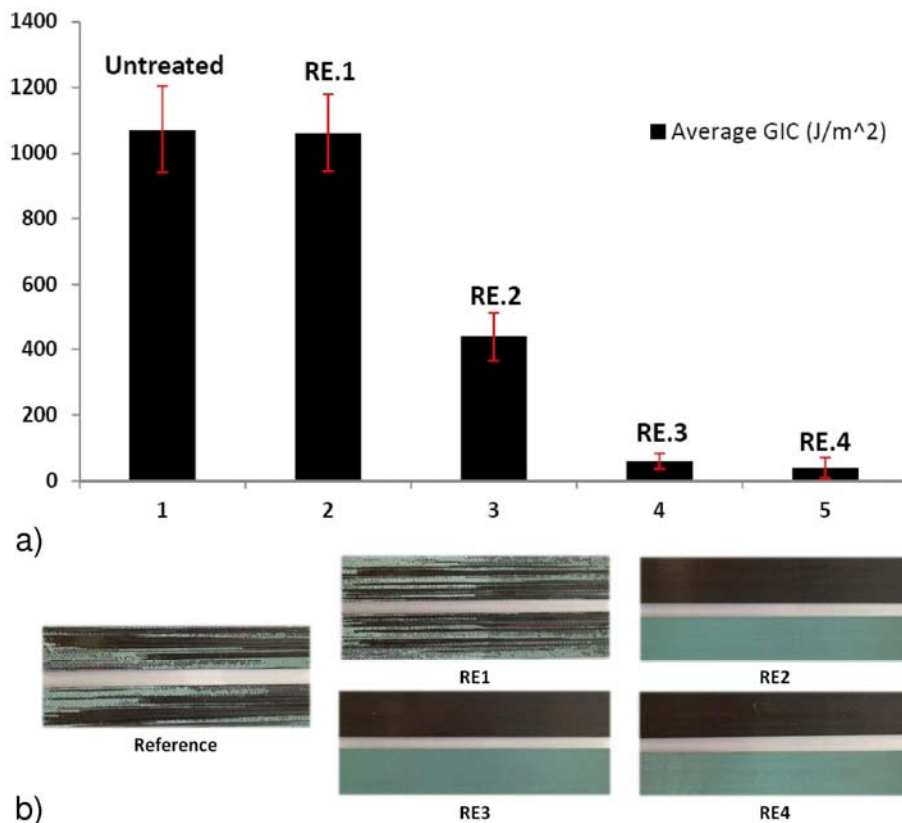 1400
1200
1000
800
600
400
200
0
Untreated
RE.1
RE.2
RE.3
RE.4
Average GIC (J/m^2)
1 2 3 4 5
a)
Reference
RE1
RE2
RE3
RE4
b)